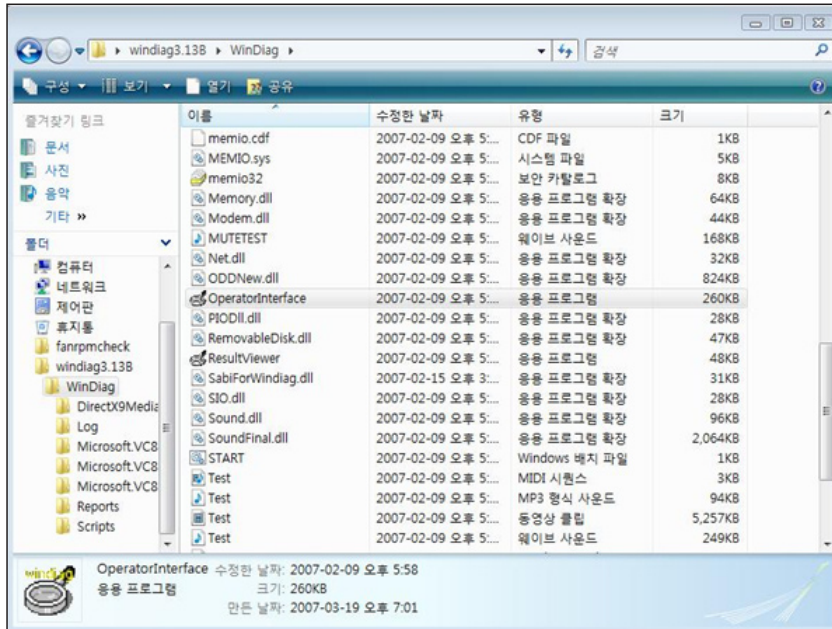 windiag3.13B ▸ WinDiag ▸
검색
구성 보기 열기 공유
즐겨찾기 링크
문서
사진
음악
기타 »
폴더
컴퓨터
네트워크
제어판
휴지통
fanrpmcheck
windiag3.13B
WinDiag
DirectX9Media
Log
Microsoft.VC8
Microsoft.VC8
Microsoft.VC8
Reports
Scripts
이름 수정한 날짜 유형 크기
memio.cdf 2007-02-09 오후 5:... CDF 파일 1KB
MEMIO.sys 2007-02-09 오후 5:... 시스템 파일 5KB
memio32 2007-02-09 오후 5:... 보안 카탈로그 8KB
Memory.dll 2007-02-09 오후 5:... 응용 프로그램 확장 64KB
Modem.dll 2007-02-09 오후 5:... 응용 프로그램 확장 44KB
MUTETEST 2007-02-09 오후 5:... 웨이브 사운드 168KB
Net.dll 2007-02-09 오후 5:... 응용 프로그램 확장 32KB
ODDNew.dll 2007-02-09 오후 5:... 응용 프로그램 확장 824KB
OperatorInterface 2007-02-09 오후 5:... 응용 프로그램 260KB
PIODll.dll 2007-02-09 오후 5:... 응용 프로그램 확장 28KB
RemovableDisk.dll 2007-02-09 오후 5:... 응용 프로그램 확장 47KB
ResultViewer 2007-02-09 오후 5:... 응용 프로그램 48KB
SabiForWindiag.dll 2007-02-15 오후 3:... 응용 프로그램 확장 31KB
SIO.dll 2007-02-09 오후 5:... 응용 프로그램 확장 28KB
Sound.dll 2007-02-09 오후 5:... 응용 프로그램 확장 96KB
SoundFinal.dll 2007-02-09 오후 5:... 응용 프로그램 확장 2,064KB
START 2007-02-09 오후 5:... Windows 배치 파일 1KB
Test 2007-02-09 오후 5:... MIDI 시퀀스 3KB
Test 2007-02-09 오후 5:... MP3 형식 사운드 94KB
Test 2007-02-09 오후 5:... 동영상 클립 5,257KB
Test 2007-02-09 오후 5:... 웨이브 사운드 249KB
OperatorInterface 수정한 날짜: 2007-02-09 오후 5:58
응용 프로그램 크기: 260KB
만든 날짜: 2007-03-19 오후 7:01